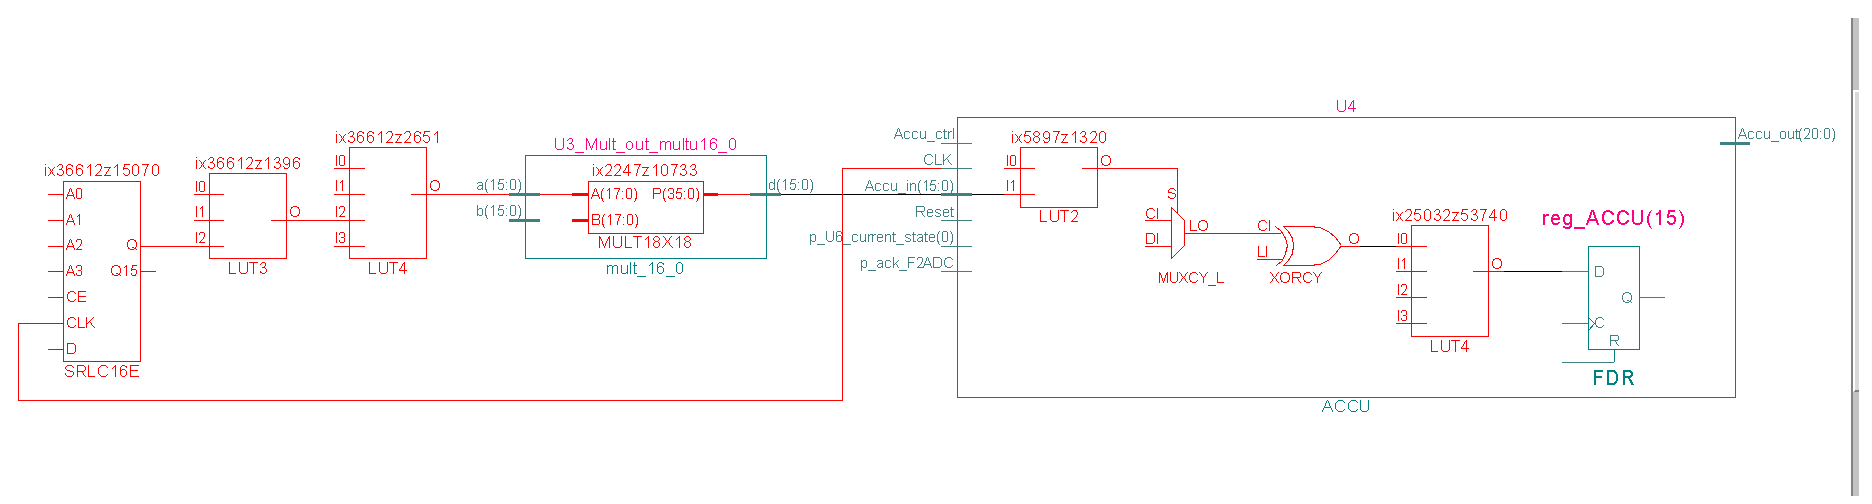 U4
ix36612z15070
A0
A1
A2
A3
CE
CLK
D
Q
Q15
SRLC16E
ix36612z1396
I0
I1
I2
O
LUT3
ix36612z2651
I0
I1
I2
I3
O
LUT4
U3_Mult_out_multu16_0
a(15:0)
b(15:0)
ix2247z10733
A(17:0)
B(17:0)
P(35:0)
MULT18X18
d(15:0)
mult_16_0
Accu_ctrl
CLK
Accu_in(15:0)
Reset
p_U6_current_state(0)
p_ack_F2ADC
ix5897z1320
I0
I1
O
LUT2
S
CI
DI
LO
MUXCY_L
CI
LI
O
XORCY
ix25032z53740
I0
I1
I2
I3
O
LUT4
reg_ACCU(15)
D
Q
C
R
FDR
Accu_out(20:0)
ACCU